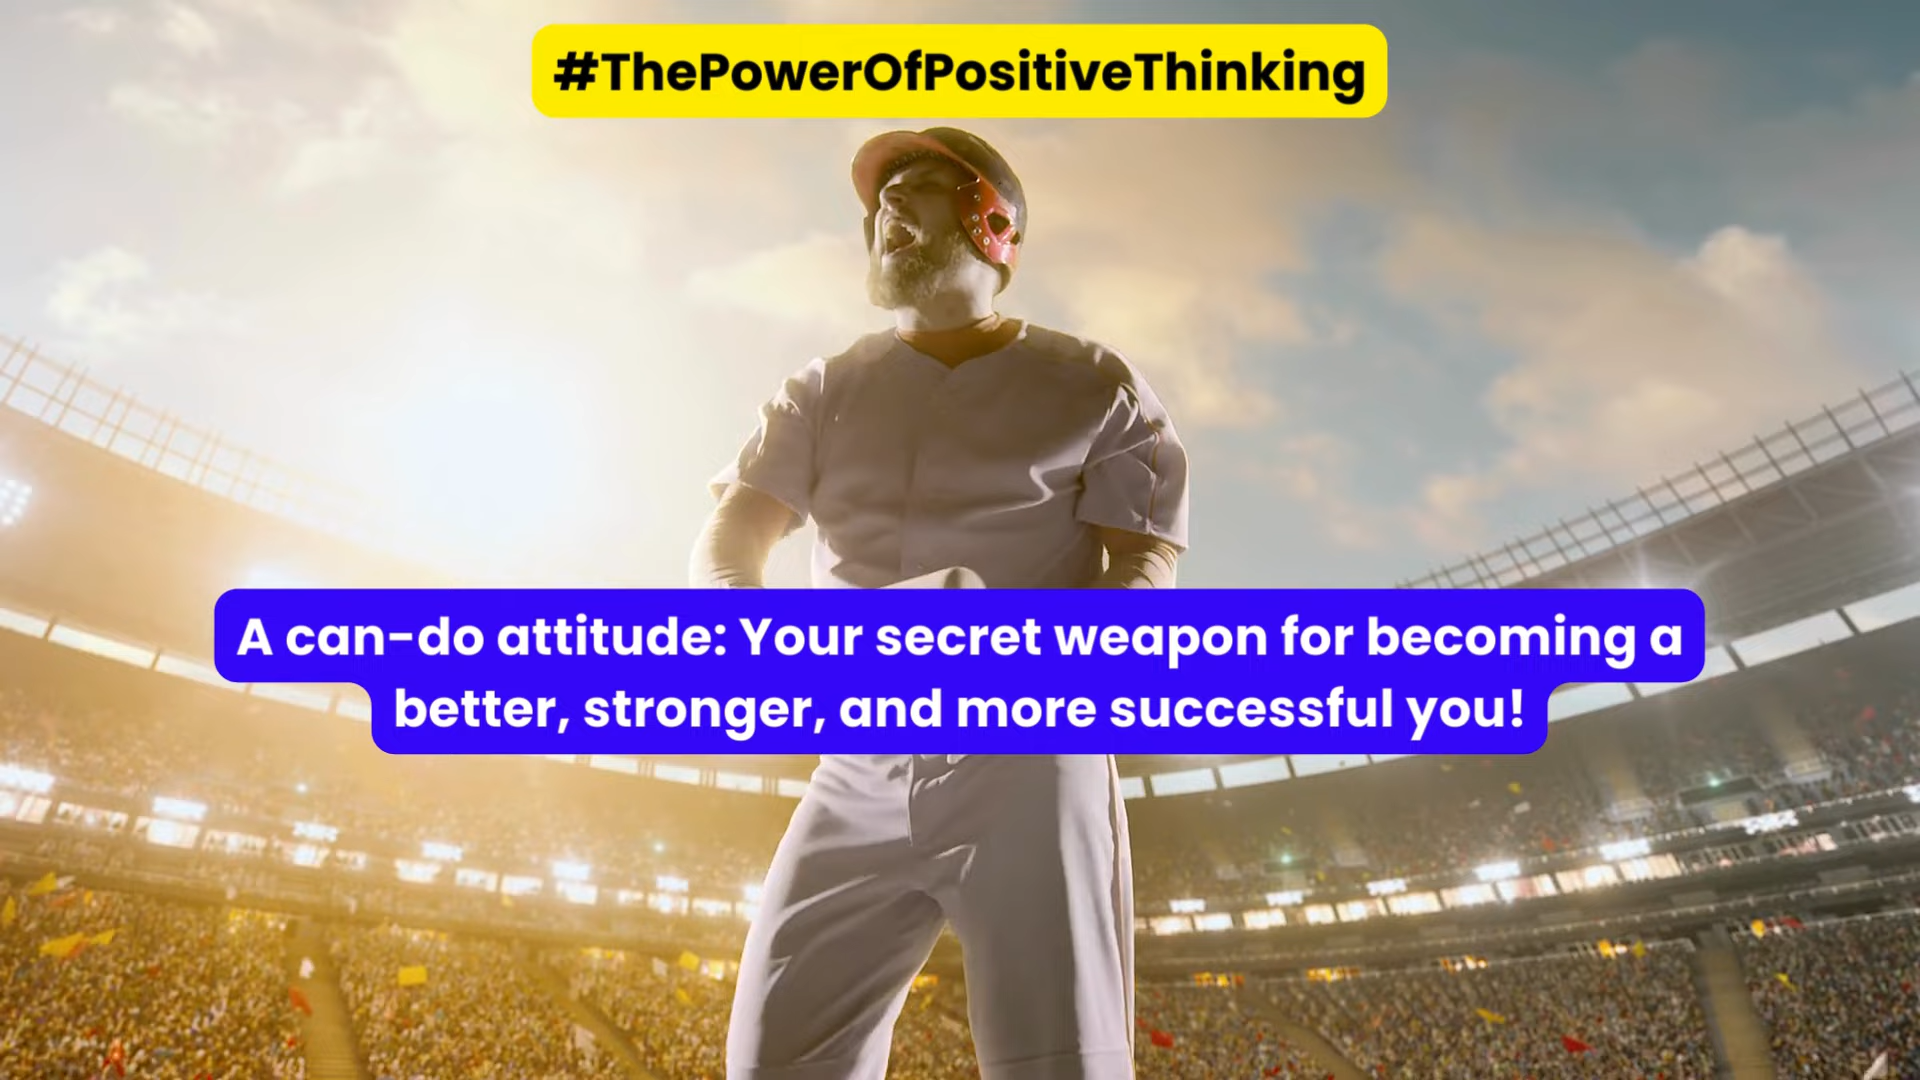 #ThePowerOfPositiveThinking
A can-do attitude: Your secret weapon for becoming a
better, stronger, and more successful you!